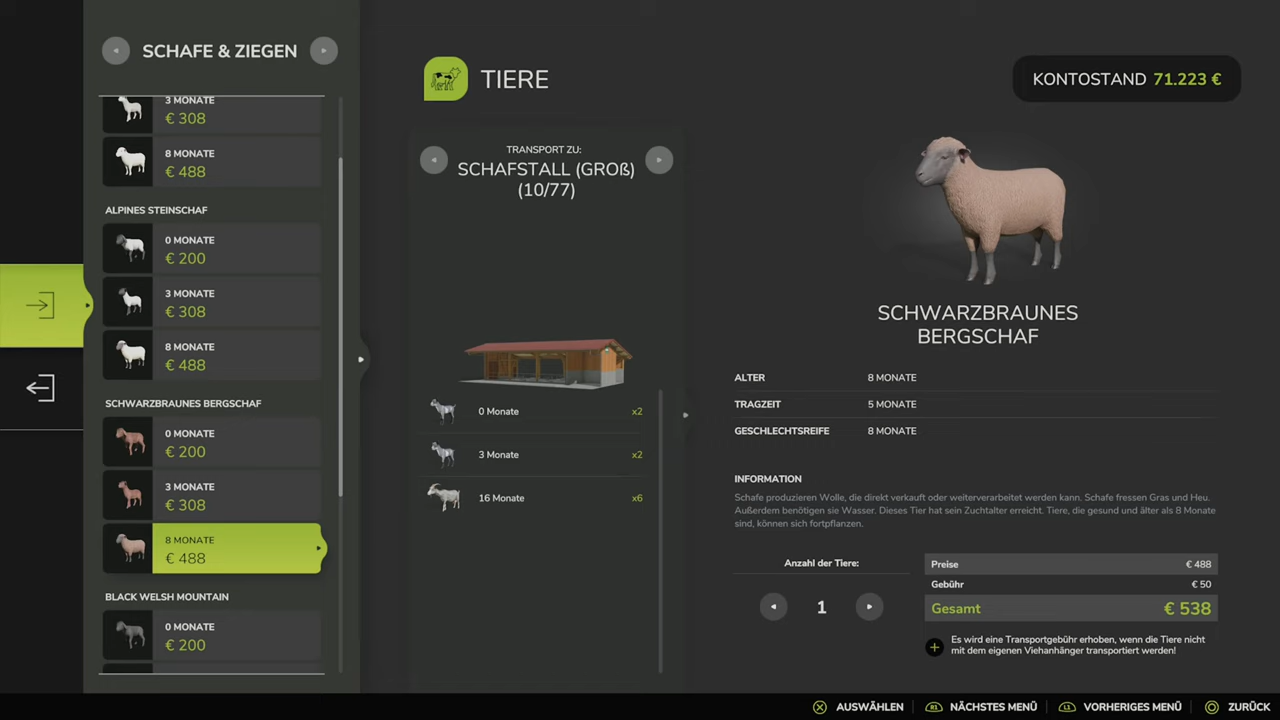 SCHAFE & ZIEGEN
3 MONATE
€ 308
8 MONATE
€ 488
ALPINES STEINSCHAF
0 MONATE
€ 200
3 MONATE
€ 308
8 MONATE
€ 488
SCHWARZBRAUNES BERGSCHAF
0 MONATE
€ 200
3 MONATE
€ 308
8 MONATE
€ 488
BLACK WELSH MOUNTAIN
0 MONATE
€ 200
TIERE
KONTOSTAND 71.223 €
TRANSPORT ZU:
SCHAFSTALL (GROß)
(10/77)
0 Monate x2
3 Monate x2
16 Monate x6
SCHWARZBRAUNES
BERGSCHAF
ALTER 8 MONATE
TRAGZEIT 5 MONATE
GESCHLECHTSREIFE 8 MONATE
INFORMATION
Schafe produzieren Wolle, die direkt verkauft oder weiterverarbeitet werden kann. Schafe fressen Gras und Heu.
Außerdem benötigen sie Wasser. Dieses Tier hat sein Zuchtalter erreicht. Tiere, die gesund und älter als 8 Monate
sind, können sich fortpflanzen.
Anzahl der Tiere:
1
Preise € 488
Gebühr € 50
Gesamt € 538
Es wird eine Transportgebühr erhoben, wenn die Tiere nicht
mit dem eigenen Viehanhänger transportiert werden!
AUSWÄHLEN R1 NÄCHSTES MENÜ L1 VORHERIGES MENÜ ZURÜCK